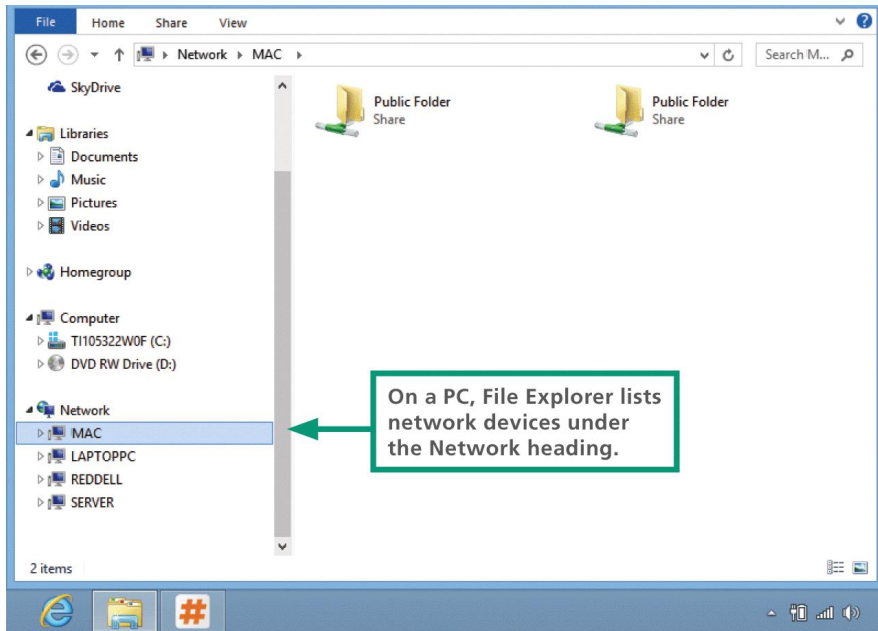 File Home Share View
Network MAC Search M...
SkyDrive
Libraries
Documents
Music
Pictures
Videos
Homegroup
Computer
TI105322W0F (C:)
DVD RW Drive (D:)
Network
MAC
LAPTOPPC
REDDELL
SERVER
2 items
Public Folder
Share
Public Folder
Share
On a PC, File Explorer lists
network devices under
the Network heading.